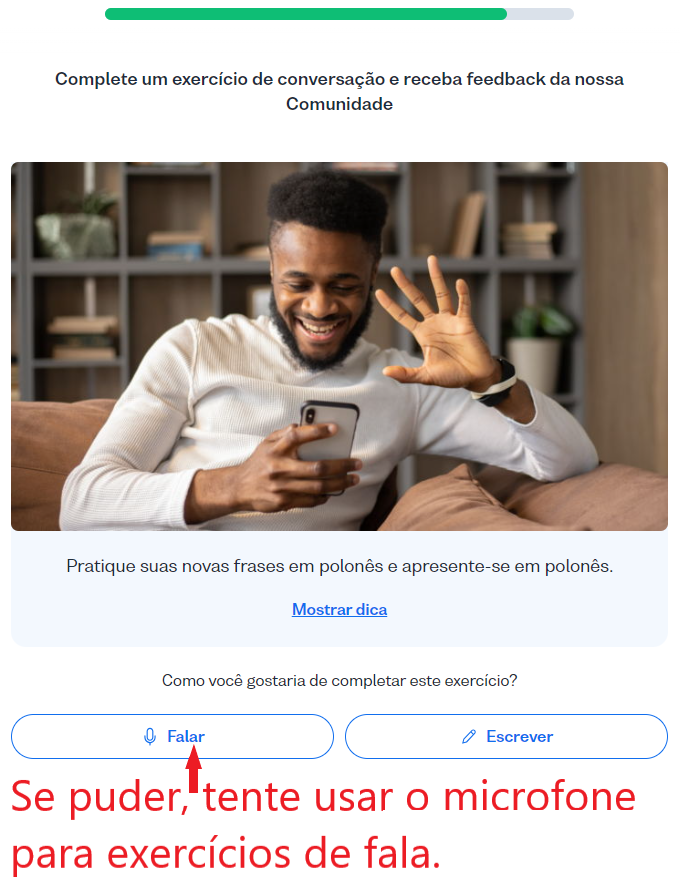 Complete um exercício de conversação e receba feedback da nossa
Comunidade
Pratique suas novas frases em polonês e apresente-se em polonês.
Mostrar dica
Como você gostaria de completar este exercício?
Falar
Escrever
Se puder, tente usar o microfone
para exercícios de fala.